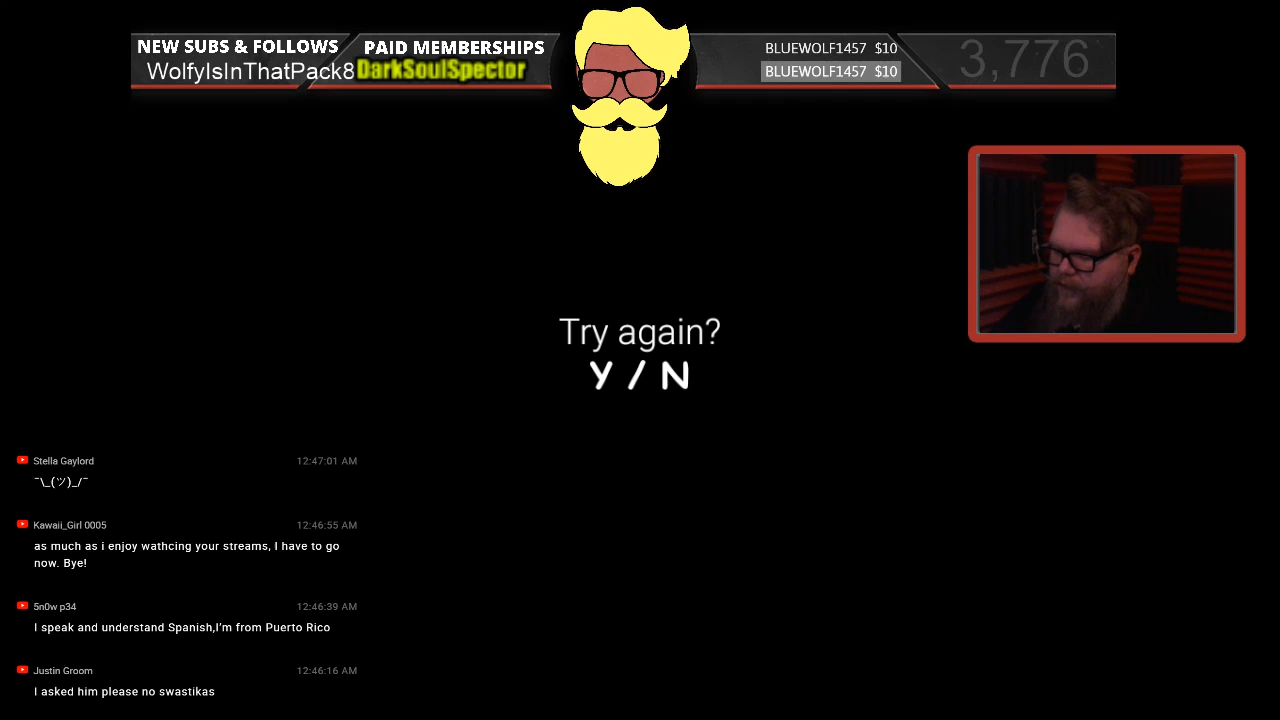 NEW SUBS & FOLLOWS
WolfyIsInThatPack8
PAID MEMBERSHIPS
DarkSoulSpector
BLUEWOLF1457 $10
BLUEWOLF1457 $10
3,776
Try again?
Y / N
Stella Gaylord 12:47:01 AM
¯\_(ツ)_/¯
Kawaii_Girl 0005 12:46:55 AM
as much as i enjoy wathcing your streams, I have to go
now. Bye!
5n0w p34 12:46:39 AM
I speak and understand Spanish,I'm from Puerto Rico
Justin Groom 12:46:16 AM
I asked him please no swastikas